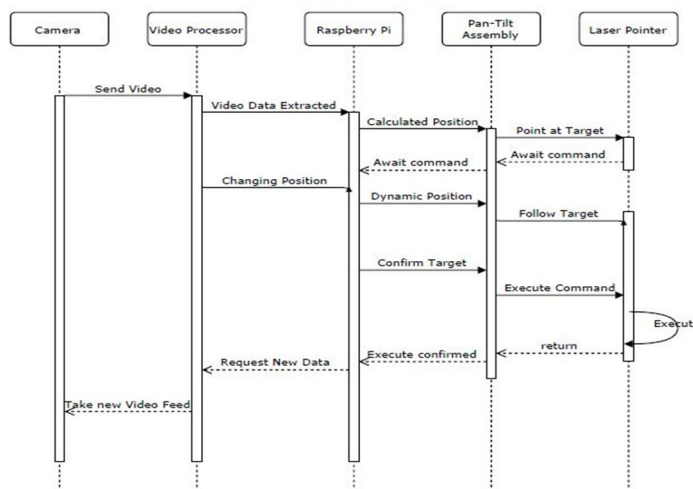 Camera
Video Processor
Raspberry Pi
Pan-Tilt
Assembly
Laser Pointer
Send Video
Video Data Extracted
Calculated Position
Point at Target
Await command
Await command
Changing Position
Dynamic Position
Follow Target
Confirm Target
Execute Command
Execut
return
Execute confirmed
Request New Data
Take new Video Feed